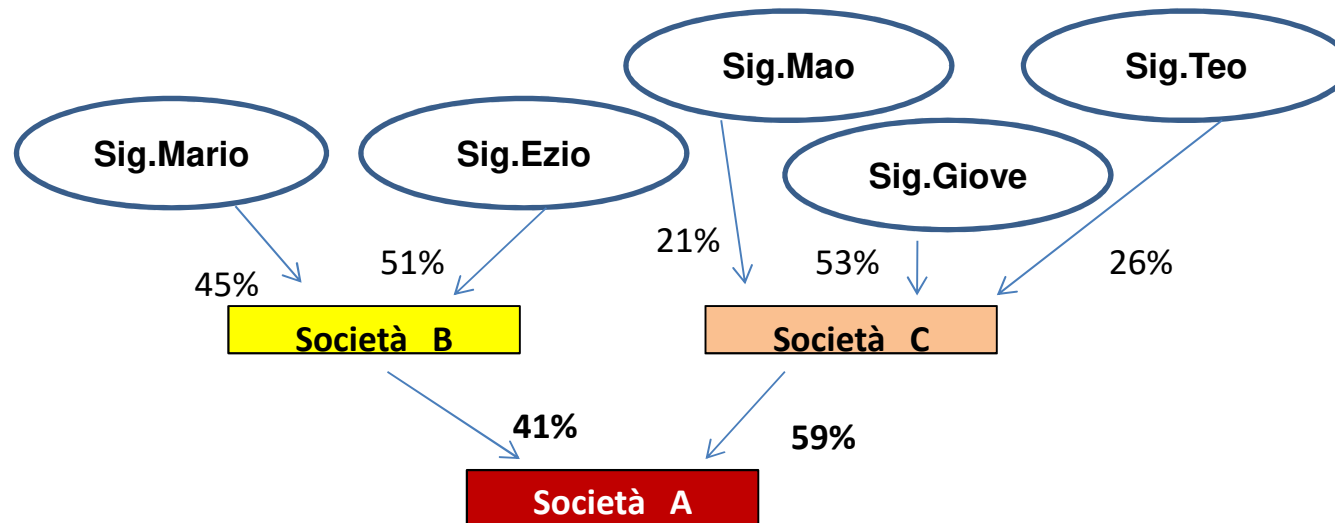 Sig.Mao
Sig.Teo
Sig.Mario
Sig.Ezio
Sig.Giove
45%
51%
21%
53%
26%
Società B
Società C
41%
59%
Società A